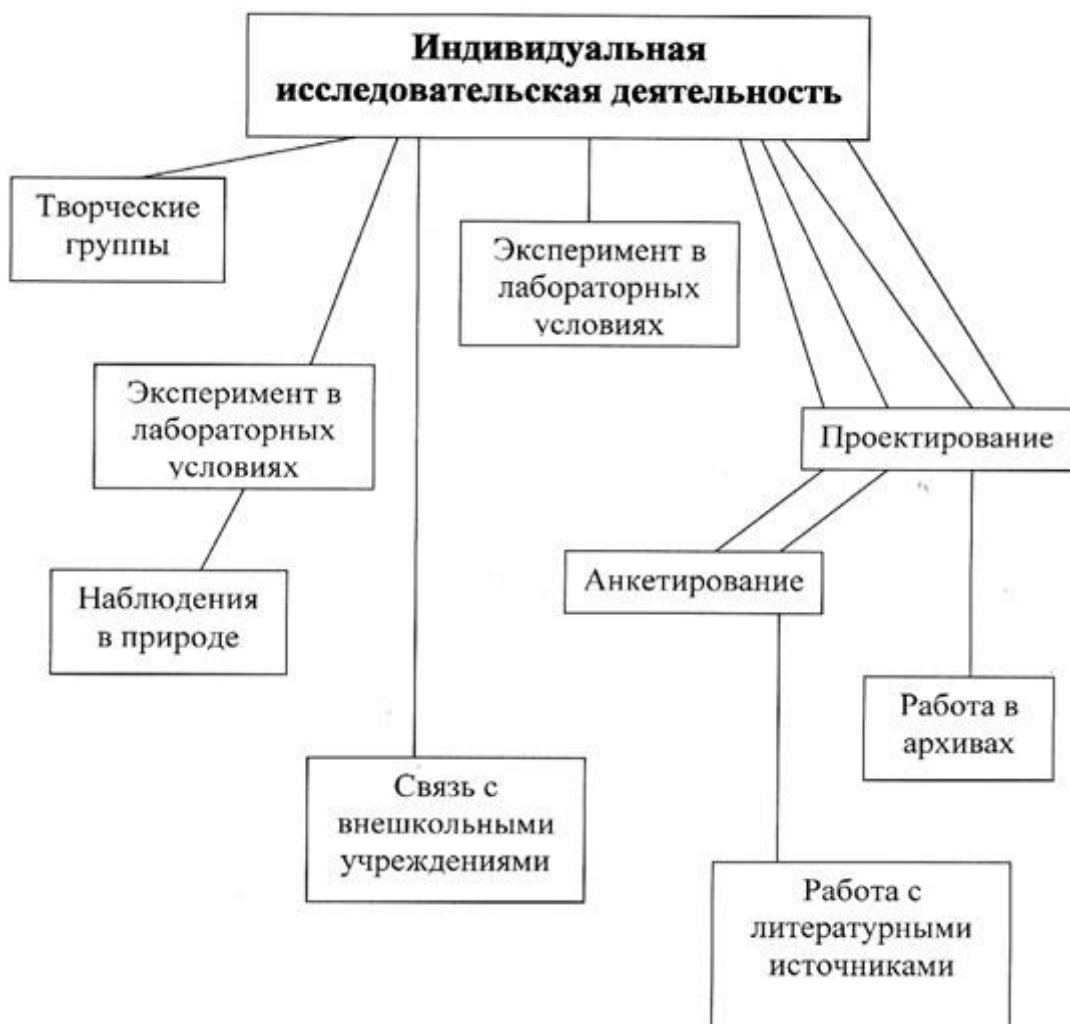 Индивидуальная
исследовательская деятельность
Творческие
группы
Эксперимент в
лабораторных
условиях
Эксперимент в
лабораторных
условиях
Проектирование
Анкетирование
Наблюдения
в природе
Работа в
архивах
Связь с
внешкольными
учреждениями
Работа с
литературными
источниками